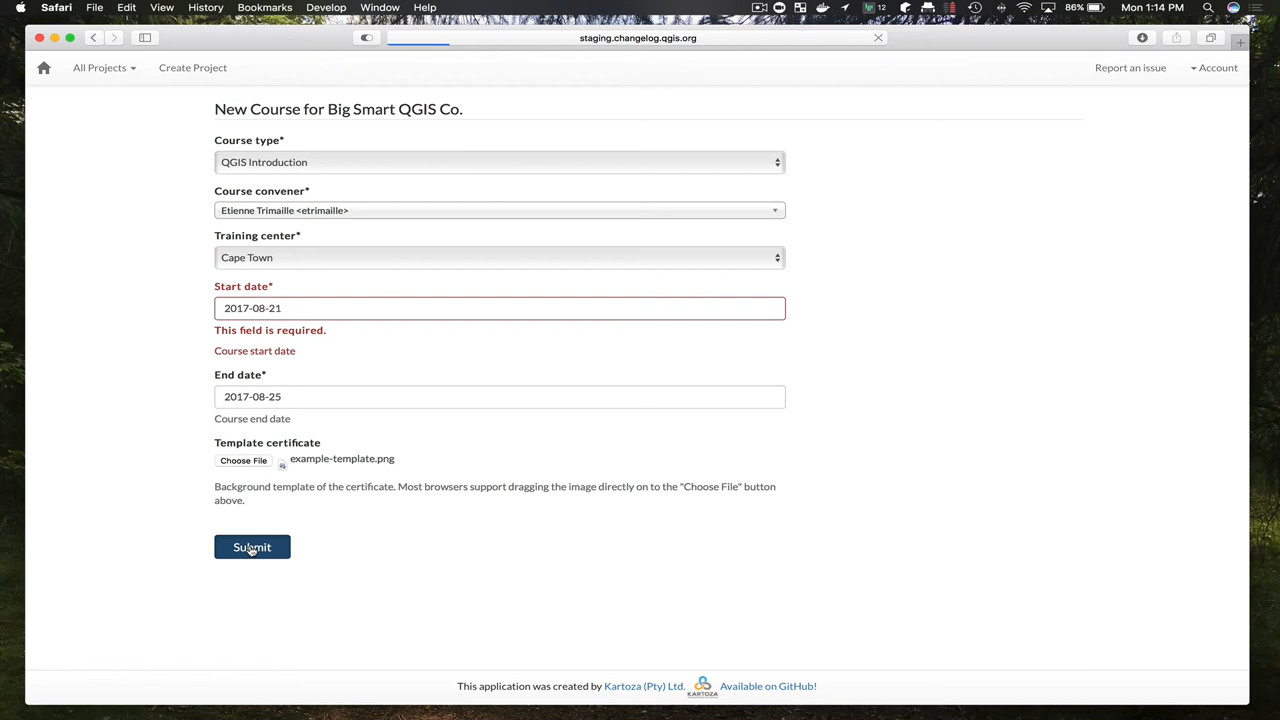 Safari File Edit View History Bookmarks Develop Window Help 12 86% Mon 1:14 PM
staging.changelog.qgis.org
All Projects Create Project Report an issue Account
New Course for Big Smart QGIS Co.
Course type*
QGIS Introduction
Course convener*
Etienne Trimaille <etrimaille>
Training center*
Cape Town
Start date*
2017-08-21
This field is required.
Course start date
End date*
2017-08-25
Course end date
Template certificate
Choose File example-template.png
Background template of the certificate. Most browsers support dragging the image directly on to the "Choose File" button
above.
Submit
This application was created by Kartoza (Pty) Ltd. KARTOZA Available on GitHub!